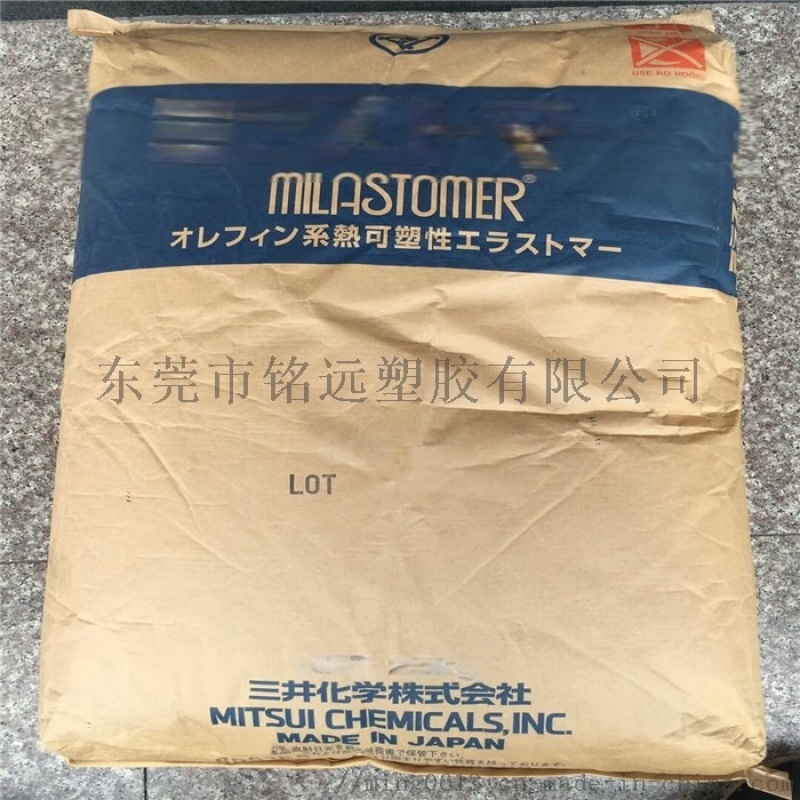 USE NO HOOK
MILASTOMER®
オレフィン系熱可塑性エラストマー
东莞市铭远塑胶有限公司
LOT
三井化学株式会社
MITSUI CHEMICALS, INC.
MADE IN JAPAN